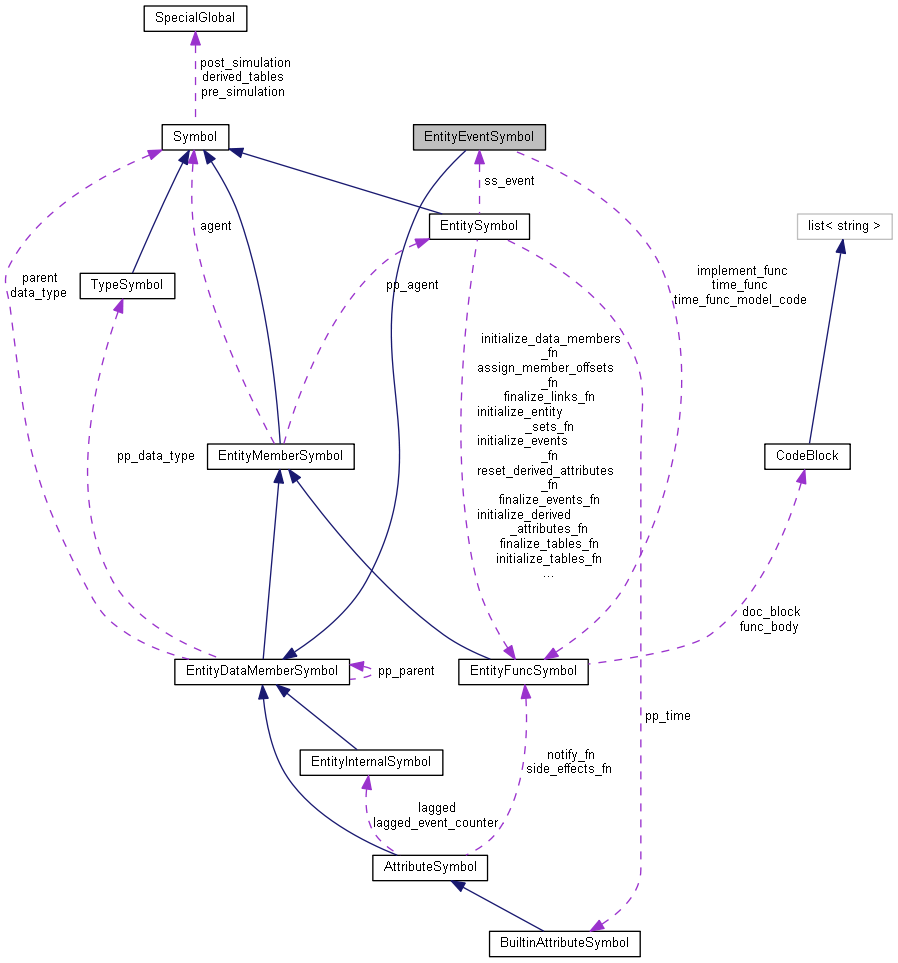 SpecialGlobal
post_simulation
derived_tables
pre_simulation
Symbol
EntityEventSymbol
ss_event
agent
EntitySymbol
list< string >
parent
data_type
TypeSymbol
pp_agent
implement_func
time_func
time_func_model_code
initialize_data_members
_fn
assign_member_offsets
_fn
finalize_links_fn
initialize_entity
_sets_fn
initialize_events
_fn
reset_derived_attributes
_fn
finalize_events_fn
initialize_derived
_attributes_fn
finalize_tables_fn
initialize_tables_fn
...
pp_data_type
EntityMemberSymbol
CodeBlock
doc_block
func_body
EntityDataMemberSymbol
pp_parent
EntityFuncSymbol
pp_time
EntityInternalSymbol
notify_fn
side_effects_fn
lagged
lagged_event_counter
AttributeSymbol
BuiltinAttributeSymbol